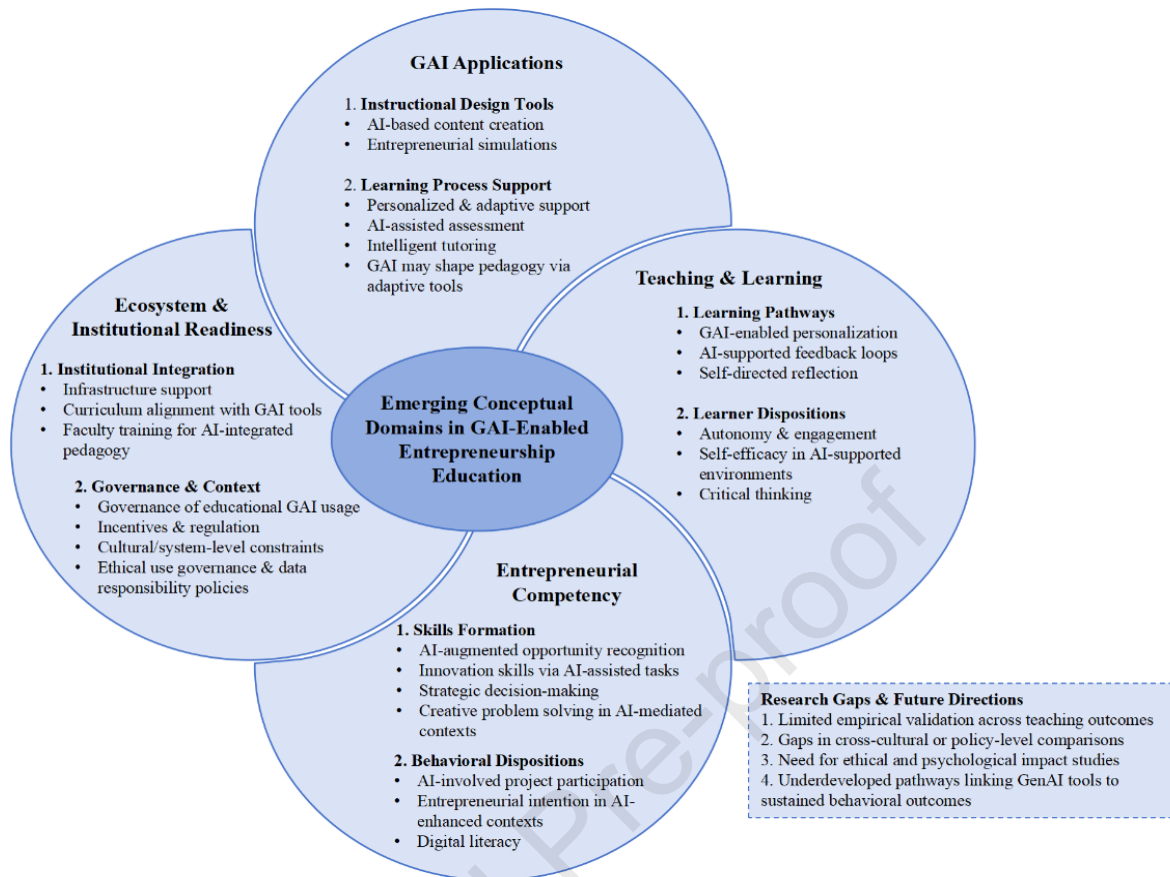 GAI Applications
1. Instructional Design Tools
• AI-based content creation
• Entrepreneurial simulations
2. Learning Process Support
• Personalized & adaptive support
• AI-assisted assessment
• Intelligent tutoring
• GAI may shape pedagogy via
adaptive tools
Ecosystem &
Institutional Readiness
1. Institutional Integration
• Infrastructure support
• Curriculum alignment with GAI tools
• Faculty training for AI-integrated
pedagogy
2. Governance & Context
• Governance of educational GAI usage
• Incentives & regulation
• Cultural/system-level constraints
• Ethical use governance & data
responsibility policies
Emerging Conceptual
Domains in GAI-Enabled
Entrepreneurship
Education
Teaching & Learning
1. Learning Pathways
• GAI-enabled personalization
• AI-supported feedback loops
• Self-directed reflection
2. Learner Dispositions
• Autonomy & engagement
• Self-efficacy in AI-supported
environments
• Critical thinking
Entrepreneurial
Competency
1. Skills Formation
• AI-augmented opportunity recognition
• Innovation skills via AI-assisted tasks
• Strategic decision-making
• Creative problem solving in AI-mediated
contexts
2. Behavioral Dispositions
• AI-involved project participation
• Entrepreneurial intention in AI-
enhanced contexts
• Digital literacy
Research Gaps & Future Directions
1. Limited empirical validation across teaching outcomes
2. Gaps in cross-cultural or policy-level comparisons
3. Need for ethical and psychological impact studies
4. Underdeveloped pathways linking GenAI tools to
sustained behavioral outcomes
Pre-proof